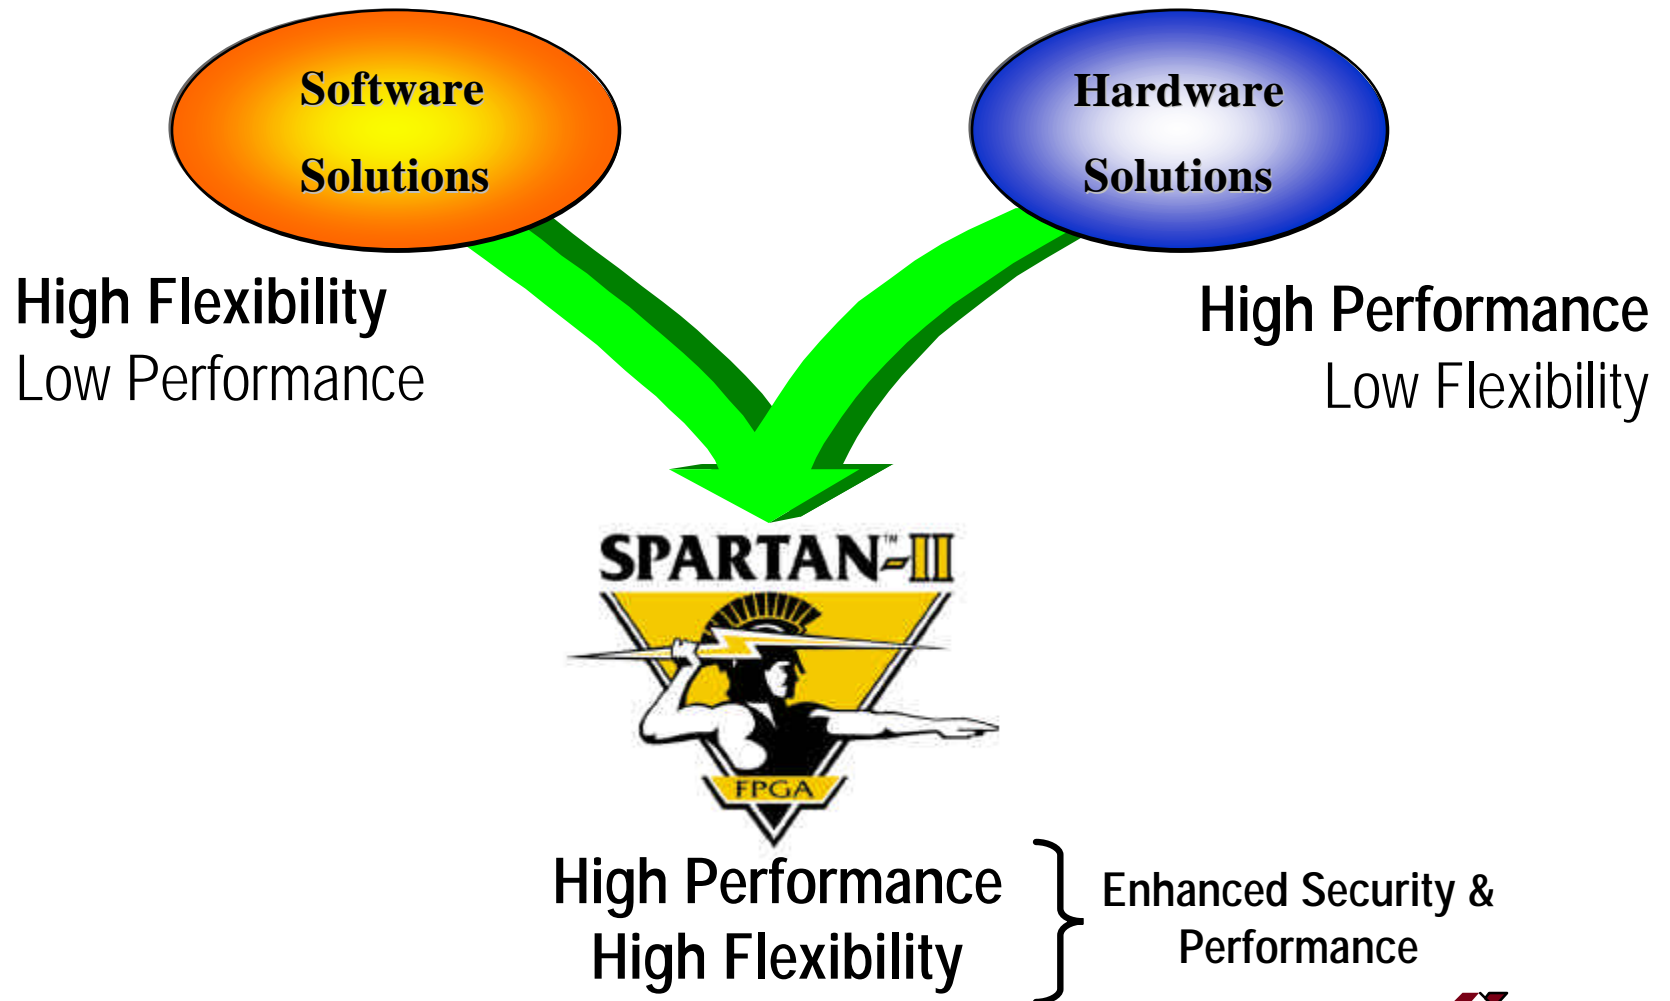 Software
Solutions
Hardware
Solutions
High Flexibility
Low Performance
High Performance
Low Flexibility
SPARTAN™-II
FPGA
High Performance
High Flexibility
Enhanced Security &
Performance